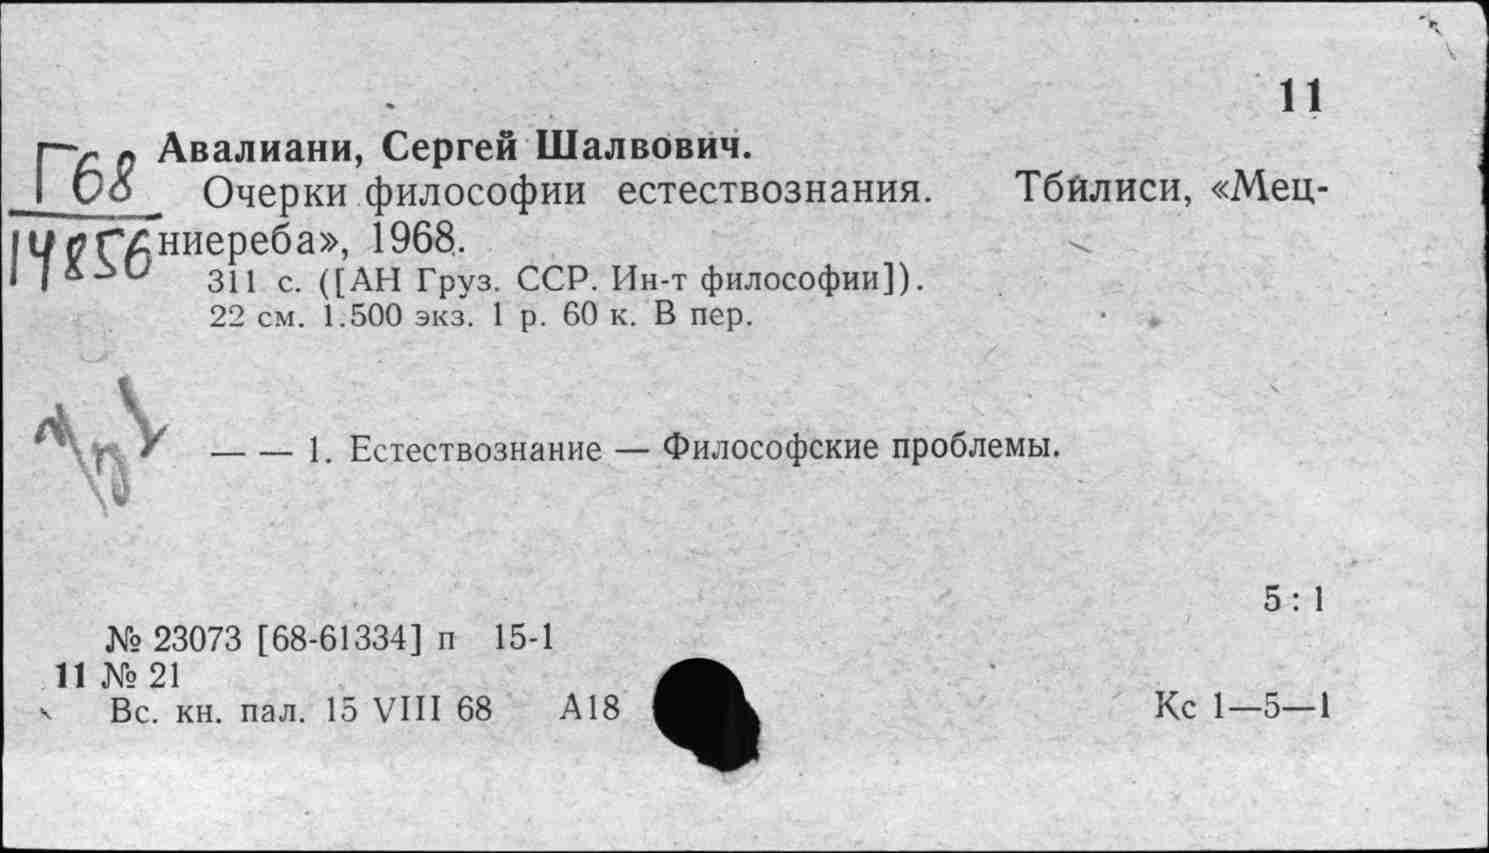 11
Г68
14856
Авалиани, Сергей Шалвович.
Очерки философии естествознания. Тбилиси, «Мец-
ниереба», 1968.
311 с. ([АН Груз. ССР. Ин-т философии]).
22 см. 1.500 экз. 1 р. 60 к. В пер.
— — 1. Естествознание — Философские проблемы.
5 : 1
№ 23073 [68-61334] п 15-1
11 № 21
Вс. кн. пал. 15 VIII 68 А18
Кс 1—5—1